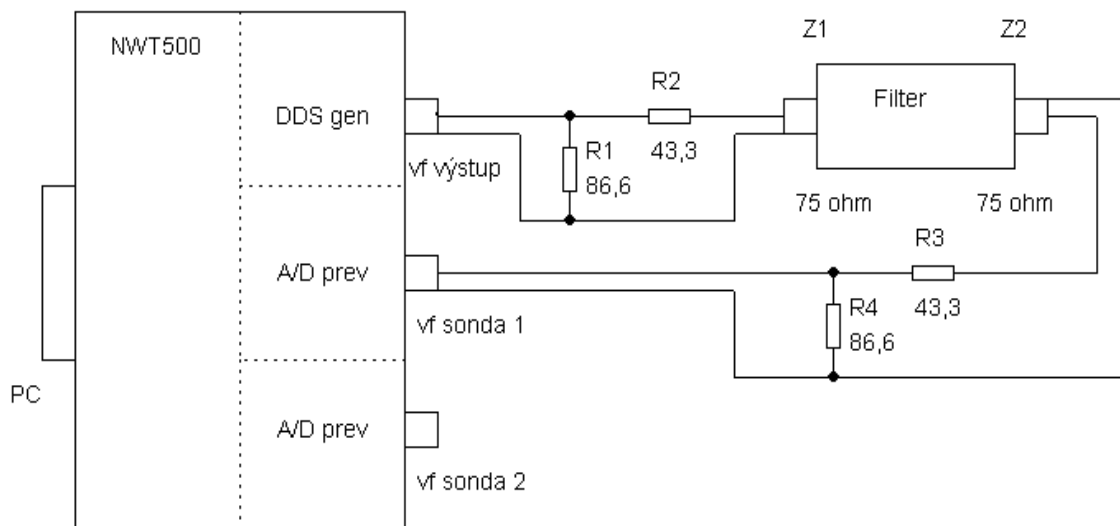 NWT500
DDS gen
vf výstup
R1
86,6
R2
43,3
Z1
Z2
Filter
75 ohm
75 ohm
A/D prev
vf sonda 1
R3
43,3
R4
86,6
PC
A/D prev
vf sonda 2